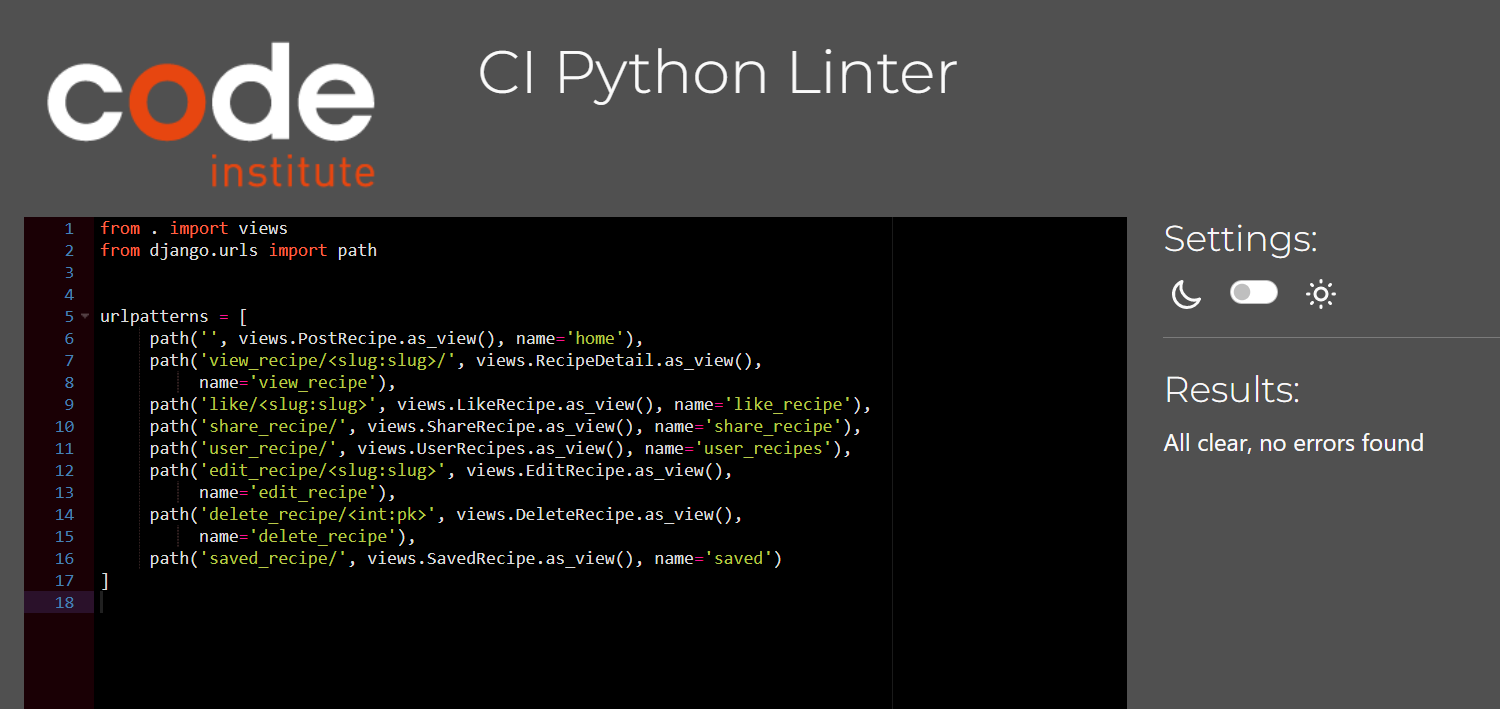 code
institute
CI Python Linter
1 from . import views
2 from django.urls import path
3
4
5 urlpatterns = [
6     path('', views.PostRecipe.as_view(), name='home'),
7     path('view_recipe/<slug:slug>/', views.RecipeDetail.as_view(),
8          name='view_recipe'),
9     path('like/<slug:slug>', views.LikeRecipe.as_view(), name='like_recipe'),
10     path('share_recipe/', views.ShareRecipe.as_view(), name='share_recipe'),
11     path('user_recipe/', views.UserRecipes.as_view(), name='user_recipes'),
12     path('edit_recipe/<slug:slug>', views.EditRecipe.as_view(),
13          name='edit_recipe'),
14     path('delete_recipe/<int:pk>', views.DeleteRecipe.as_view(),
15          name='delete_recipe'),
16     path('saved_recipe/', views.SavedRecipe.as_view(), name='saved')
17 ]
18
Settings:
Results:
All clear, no errors found